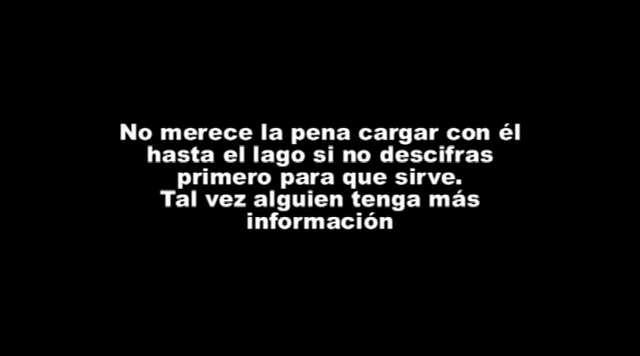 No merece la pena cargar con él
hasta el lago si no descifras
primero para que sirve.
Tal vez alguien tenga más
información